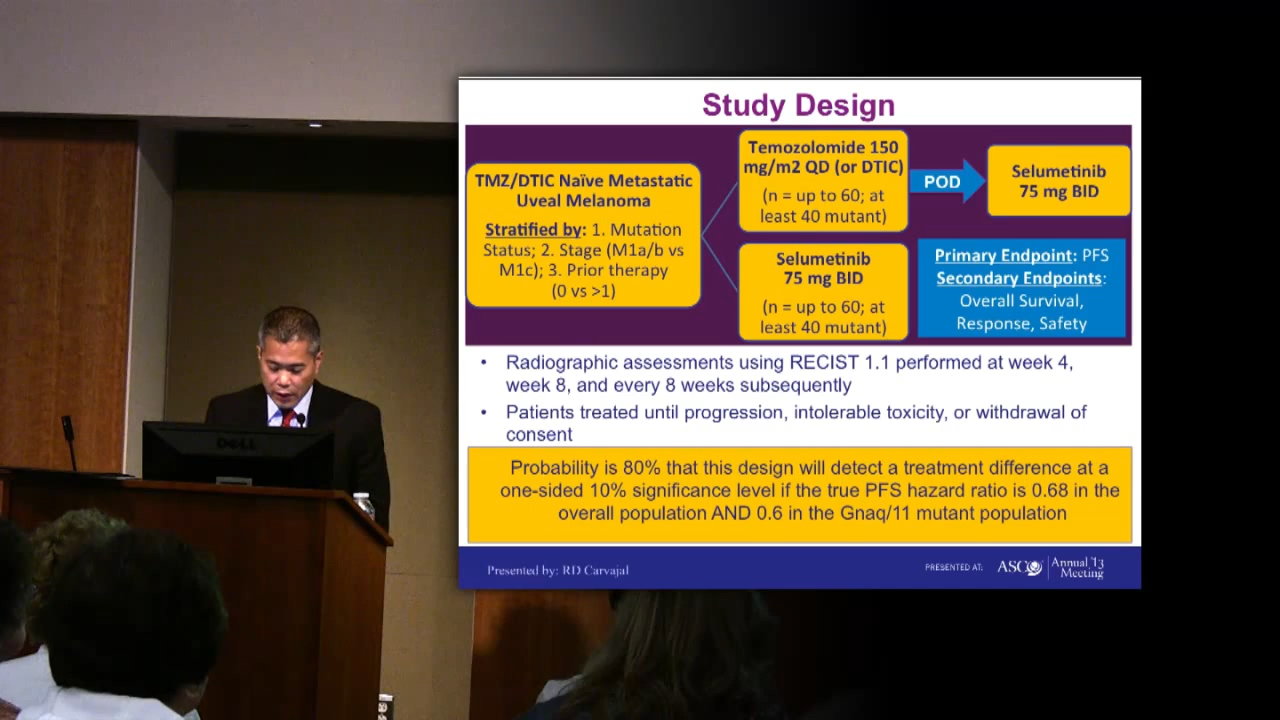 Study Design
TMZ/DTIC Naïve Metastatic
Uveal Melanoma
Stratified by: 1. Mutation
Status; 2. Stage (M1a/b vs
M1c); 3. Prior therapy
(0 vs >1)
Temozolomide 150
mg/m2 QD (or DTIC)
(n = up to 60; at
least 40 mutant)
POD
Selumetinib
75 mg BID
Selumetinib
75 mg BID
(n = up to 60; at
least 40 mutant)
Primary Endpoint: PFS
Secondary Endpoints:
Overall Survival,
Response, Safety
• Radiographic assessments using RECIST 1.1 performed at week 4,
week 8, and every 8 weeks subsequently
• Patients treated until progression, intolerable toxicity, or withdrawal of
consent
Probability is 80% that this design will detect a treatment difference at a
one-sided 10% significance level if the true PFS hazard ratio is 0.68 in the
overall population AND 0.6 in the Gnaq/11 mutant population
Presented by: RD Carvajal
PRESENTED AT:
ASCO
Annual '13
Meeting
DELL